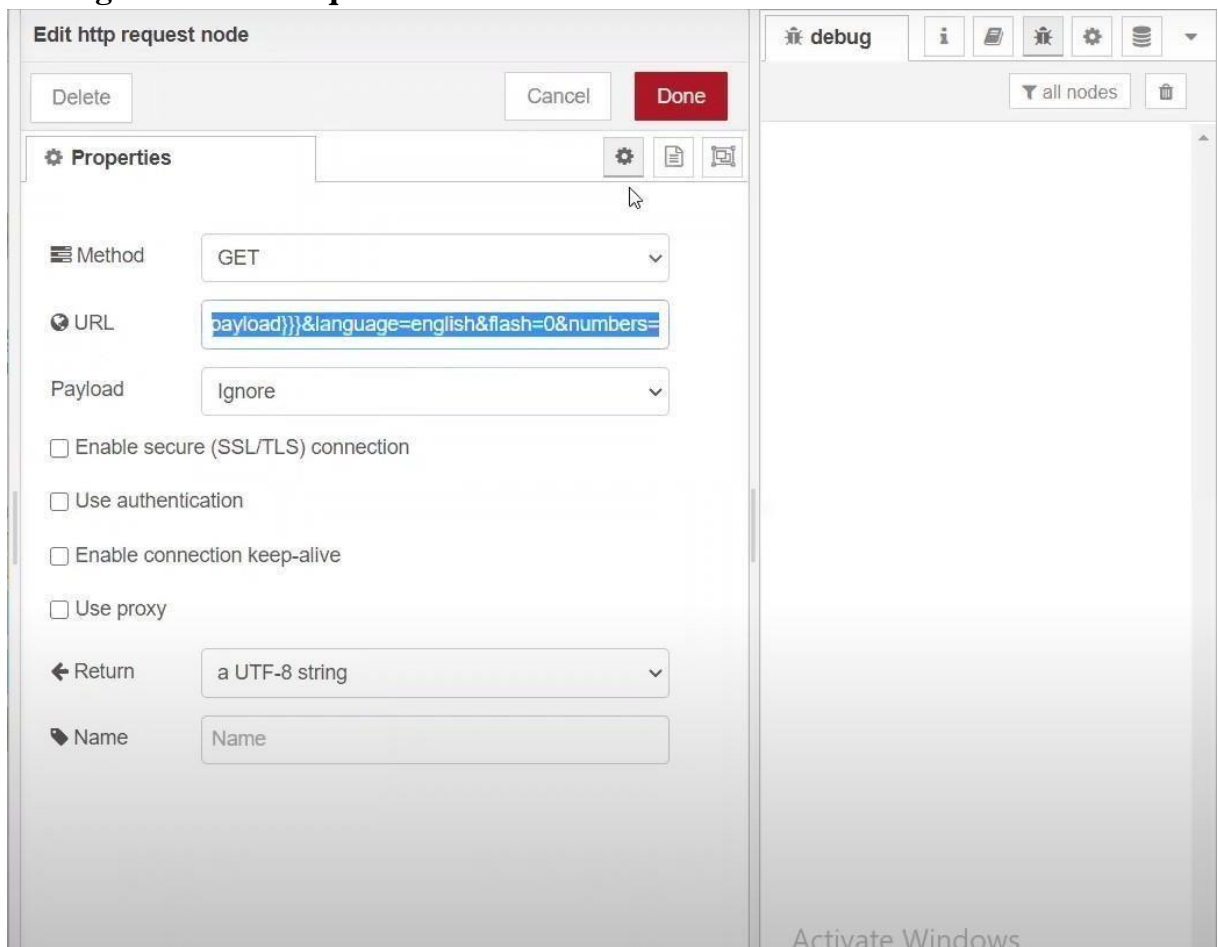 Edit http request node
debug
i
all nodes
Delete
Cancel
Done
Properties
Method
GET
URL
payload}}}&language=english&flash=0&numbers=
Payload
Ignore
Enable secure (SSL/TLS) connection
Use authentication
Enable connection keep-alive
Use proxy
Return
a UTF-8 string
Name
Name
Activate Windows